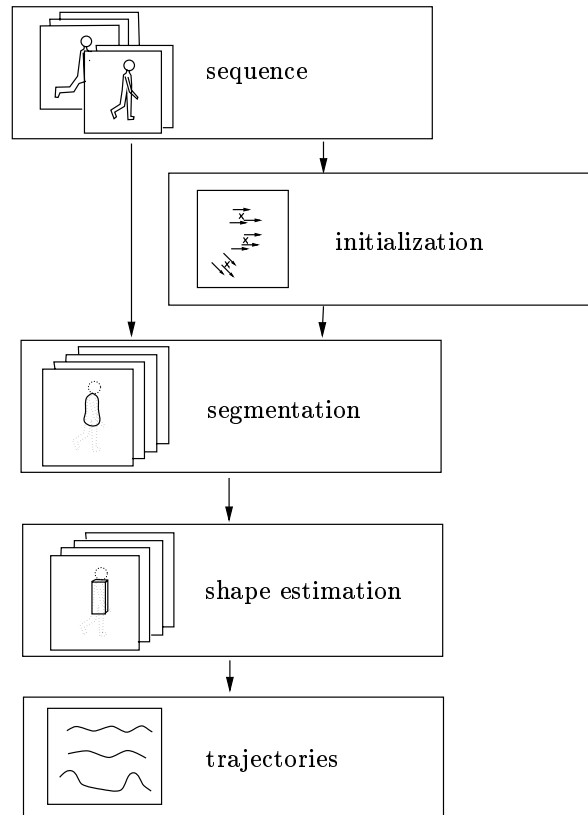 sequence
x
x
x
initialization
segmentation
shape estimation
trajectories